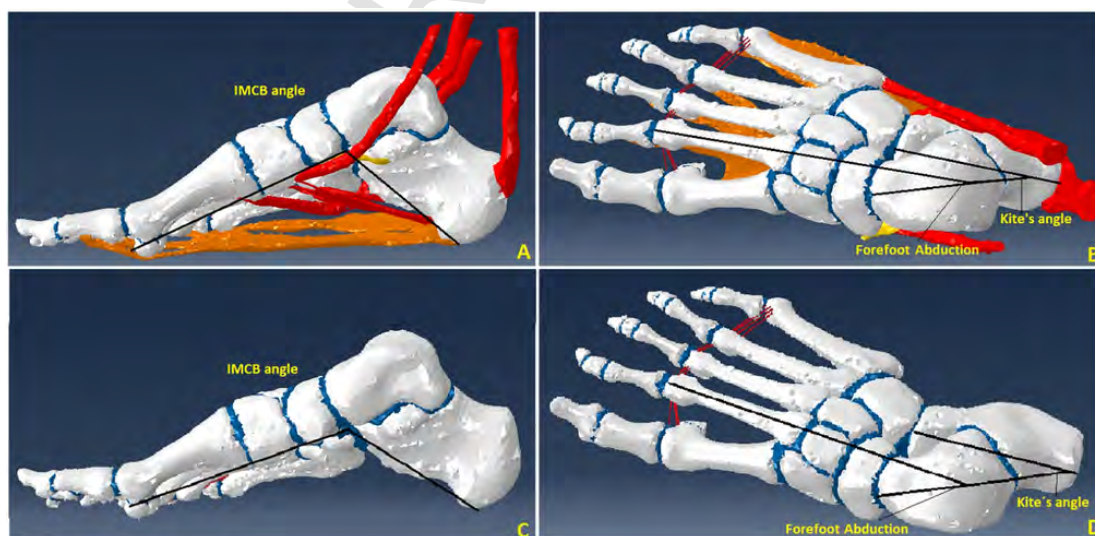 IMCB angle
A
Kite's angle
Forefoot Abduction
B
IMCB angle
C
Kite´s angle
Forefoot Abduction
D